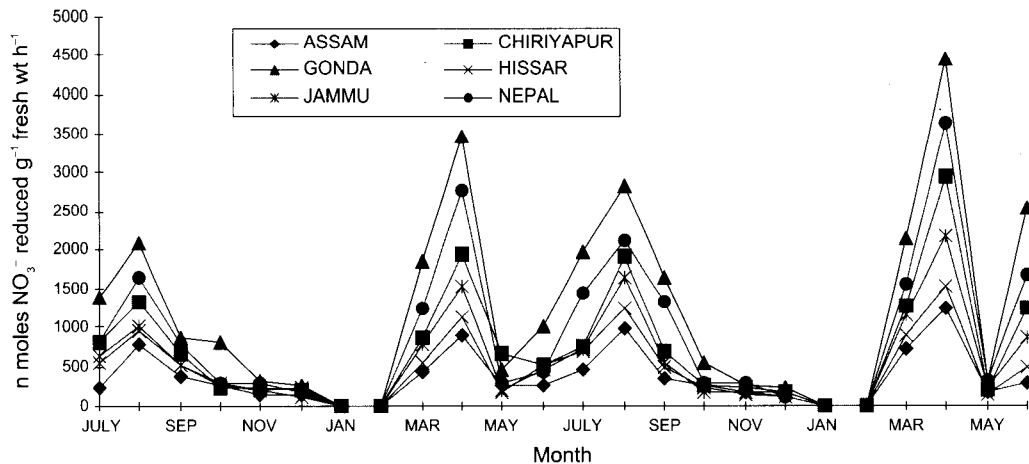 n moles NO₃⁻ reduced g⁻¹ fresh wt h⁻¹
5000
4500
4000
3500
3000
2500
2000
1500
1000
500
0
ASSAM CHIRIYAPUR
GONDA HISSAR
JAMMU NEPAL
JULY SEP NOV JAN MAR MAY JULY SEP NOV JAN MAR MAY
Month